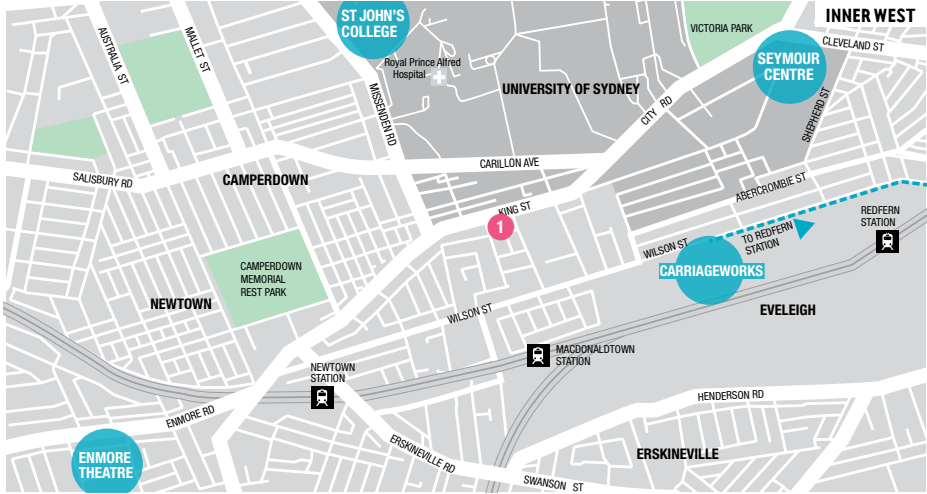 INNER WEST
ST JOHN'S
COLLEGE
AUSTRALIA ST
MALLET ST
VICTORIA PARK
CLEVELAND ST
SEYMOUR
CENTRE
Royal Prince Alfred
Hospital
UNIVERSITY OF SYDNEY
MISSENDEN RD
CITY RD
SHEPHERD ST
CARILLON AVE
SALISBURY RD
CAMPERDOWN
ABERCROMBIE ST
KING ST
1
REDFERN
STATION
WILSON ST
TO REDFERN
STATION
CARRIAGEWORKS
CAMPERDOWN
MEMORIAL
REST PARK
NEWTOWN
WILSON ST
EVELEIGH
MACDONALDTOWN
STATION
NEWTOWN
STATION
HENDERSON RD
ENMORE RD
ERSKINEVILLE RD
ERSKINEVILLE
ENMORE
THEATRE
SWANSON ST